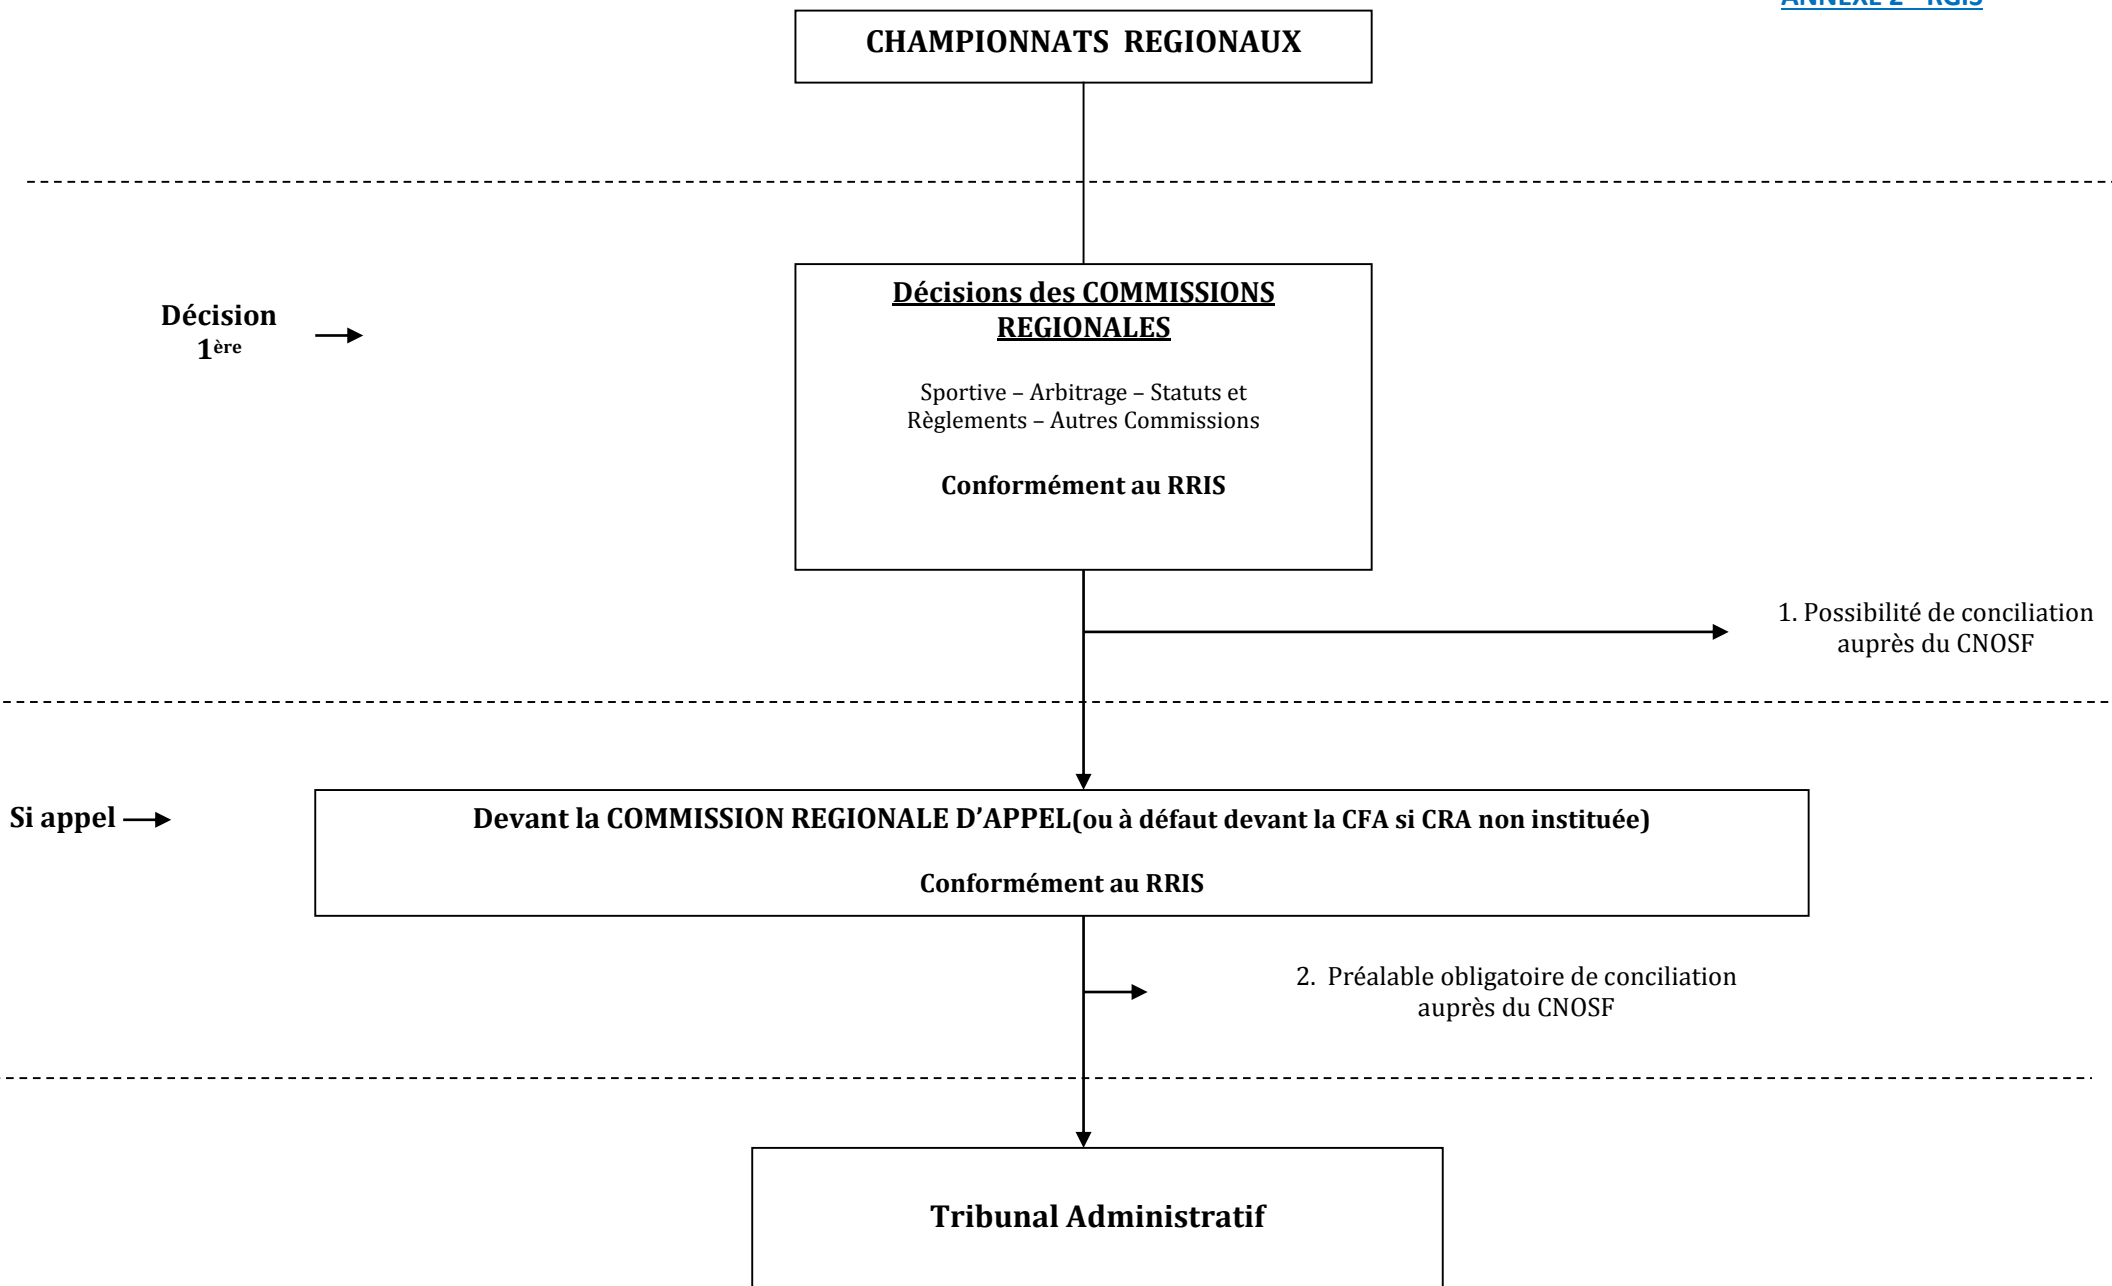 ANNEXE 2 - RGIS
CHAMPIONNATS REGIONAUX
Décision
1ère
Décisions des COMMISSIONS
REGIONALES
Sportive – Arbitrage – Statuts et
Règlements – Autres Commissions
Conformément au RRIS
1. Possibilité de conciliation
auprès du CNOSF
Si appel
Devant la COMMISSION REGIONALE D’APPEL(ou à défaut devant la CFA si CRA non instituée)
Conformément au RRIS
2. Préalable obligatoire de conciliation
auprès du CNOSF
Tribunal Administratif